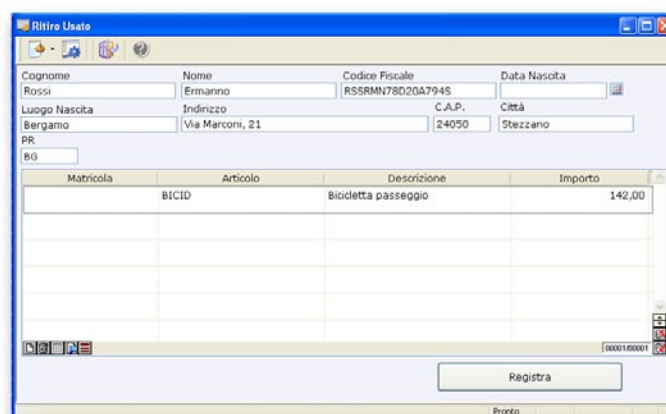 Ritiro Usato
Cognome Nome Codice Fiscale Data Nascita
Rossi Ermanno RSSRMN78D20A794S
Luogo Nascita Indirizzo C.A.P. Città
Bergamo Via Marconi, 21 24050 Stezzano
PR
BG
Matricola Articolo Descrizione Importo
BICID Bicicletta passeggio 142,00
00001/00001
Registra
Pronto